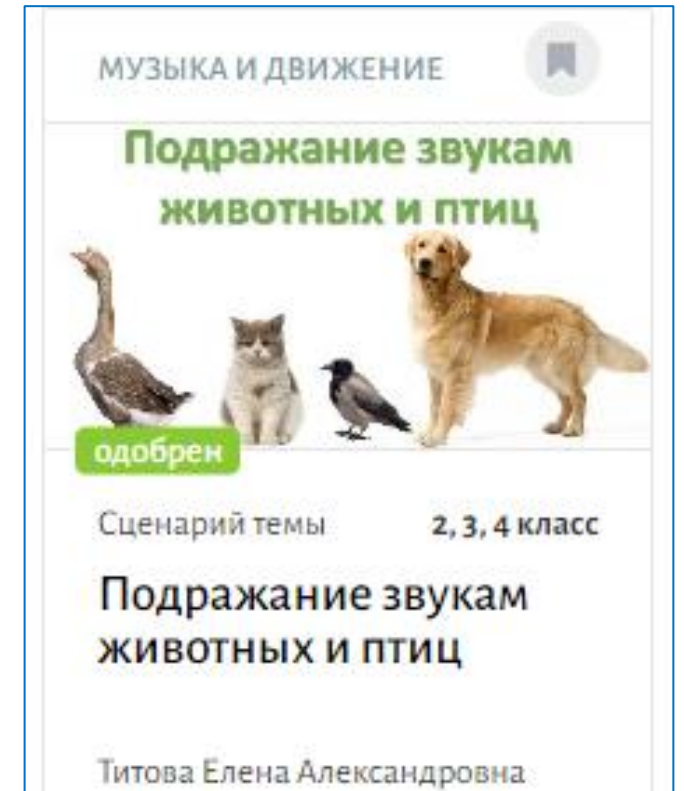 МУЗЫКА И ДВИЖЕНИЕ
Подражание звукам
животных и птиц
одобрен
Сценарий темы 2, 3, 4 класс
Подражание звукам
животных и птиц
Титова Елена Александровна